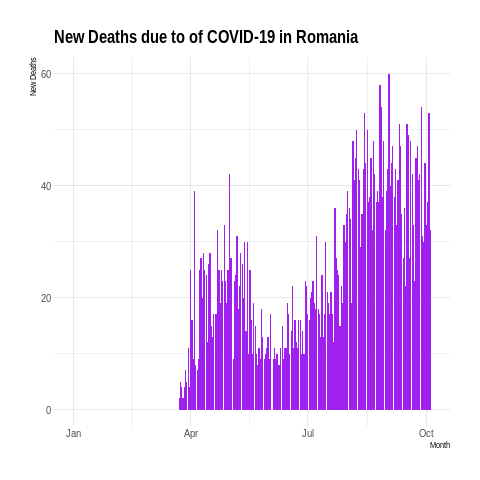 New Deaths due to of COVID-19 in Romania
New Deaths
60
40
20
0
Jan Apr Jul Oct
Month